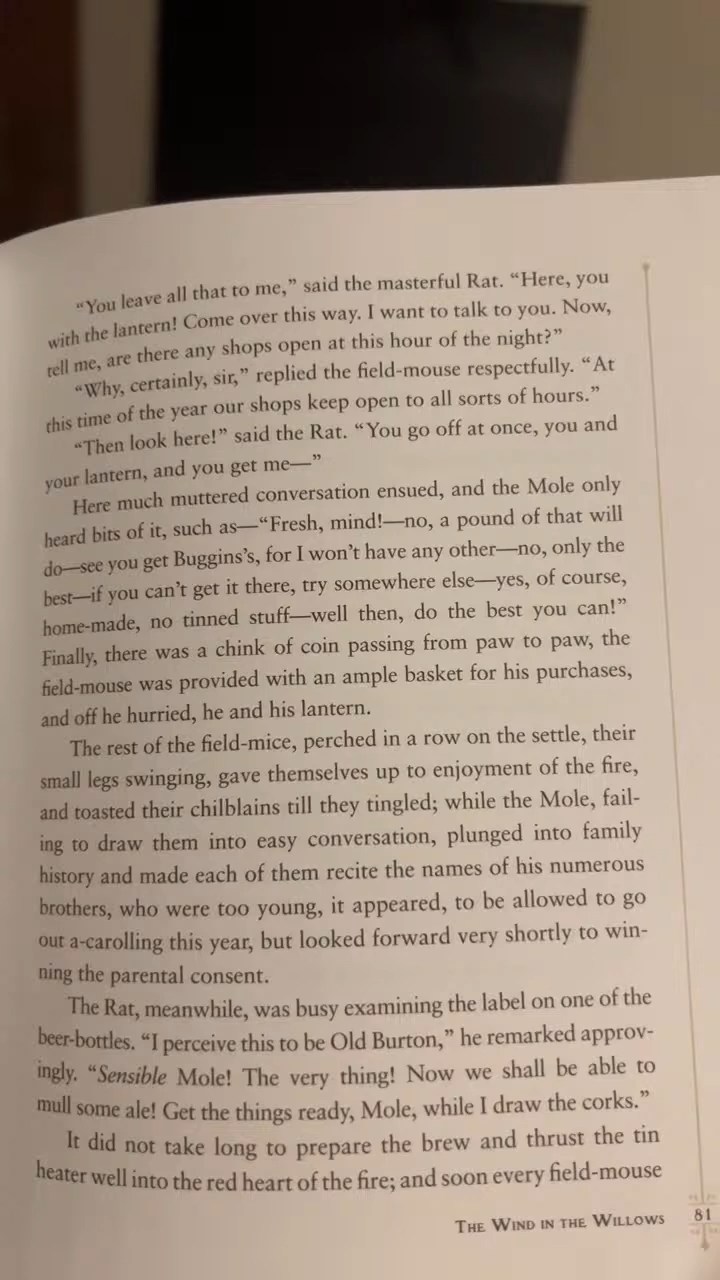 “You leave all that to me,” said the masterful Rat. “Here, you
with the lantern! Come over this way. I want to talk to you. Now,
tell me, are there any shops open at this hour of the night?”
“Why, certainly, sir,” replied the field-mouse respectfully. “At
this time of the year our shops keep open to all sorts of hours.”
“Then look here!” said the Rat. “You go off at once, you and
your lantern, and you get me—”
Here much muttered conversation ensued, and the Mole only
heard bits of it, such as—“Fresh, mind!—no, a pound of that will
do—see you get Buggins’s, for I won’t have any other—no, only the
best—if you can’t get it there, try somewhere else—yes, of course,
home-made, no tinned stuff—well then, do the best you can!”
Finally, there was a chink of coin passing from paw to paw, the
field-mouse was provided with an ample basket for his purchases,
and off he hurried, he and his lantern.
The rest of the field-mice, perched in a row on the settle, their
small legs swinging, gave themselves up to enjoyment of the fire,
and toasted their chilblains till they tingled; while the Mole, fail-
ing to draw them into easy conversation, plunged into family
history and made each of them recite the names of his numerous
brothers, who were too young, it appeared, to be allowed to go
out a-carolling this year, but looked forward very shortly to win-
ning the parental consent.
The Rat, meanwhile, was busy examining the label on one of the
beer-bottles. “I perceive this to be Old Burton,” he remarked approv-
ingly. “Sensible Mole! The very thing! Now we shall be able to
mull some ale! Get the things ready, Mole, while I draw the corks.”
It did not take long to prepare the brew and thrust the tin
heater well into the red heart of the fire; and soon every field-mouse
THE WIND IN THE WILLOWS 81